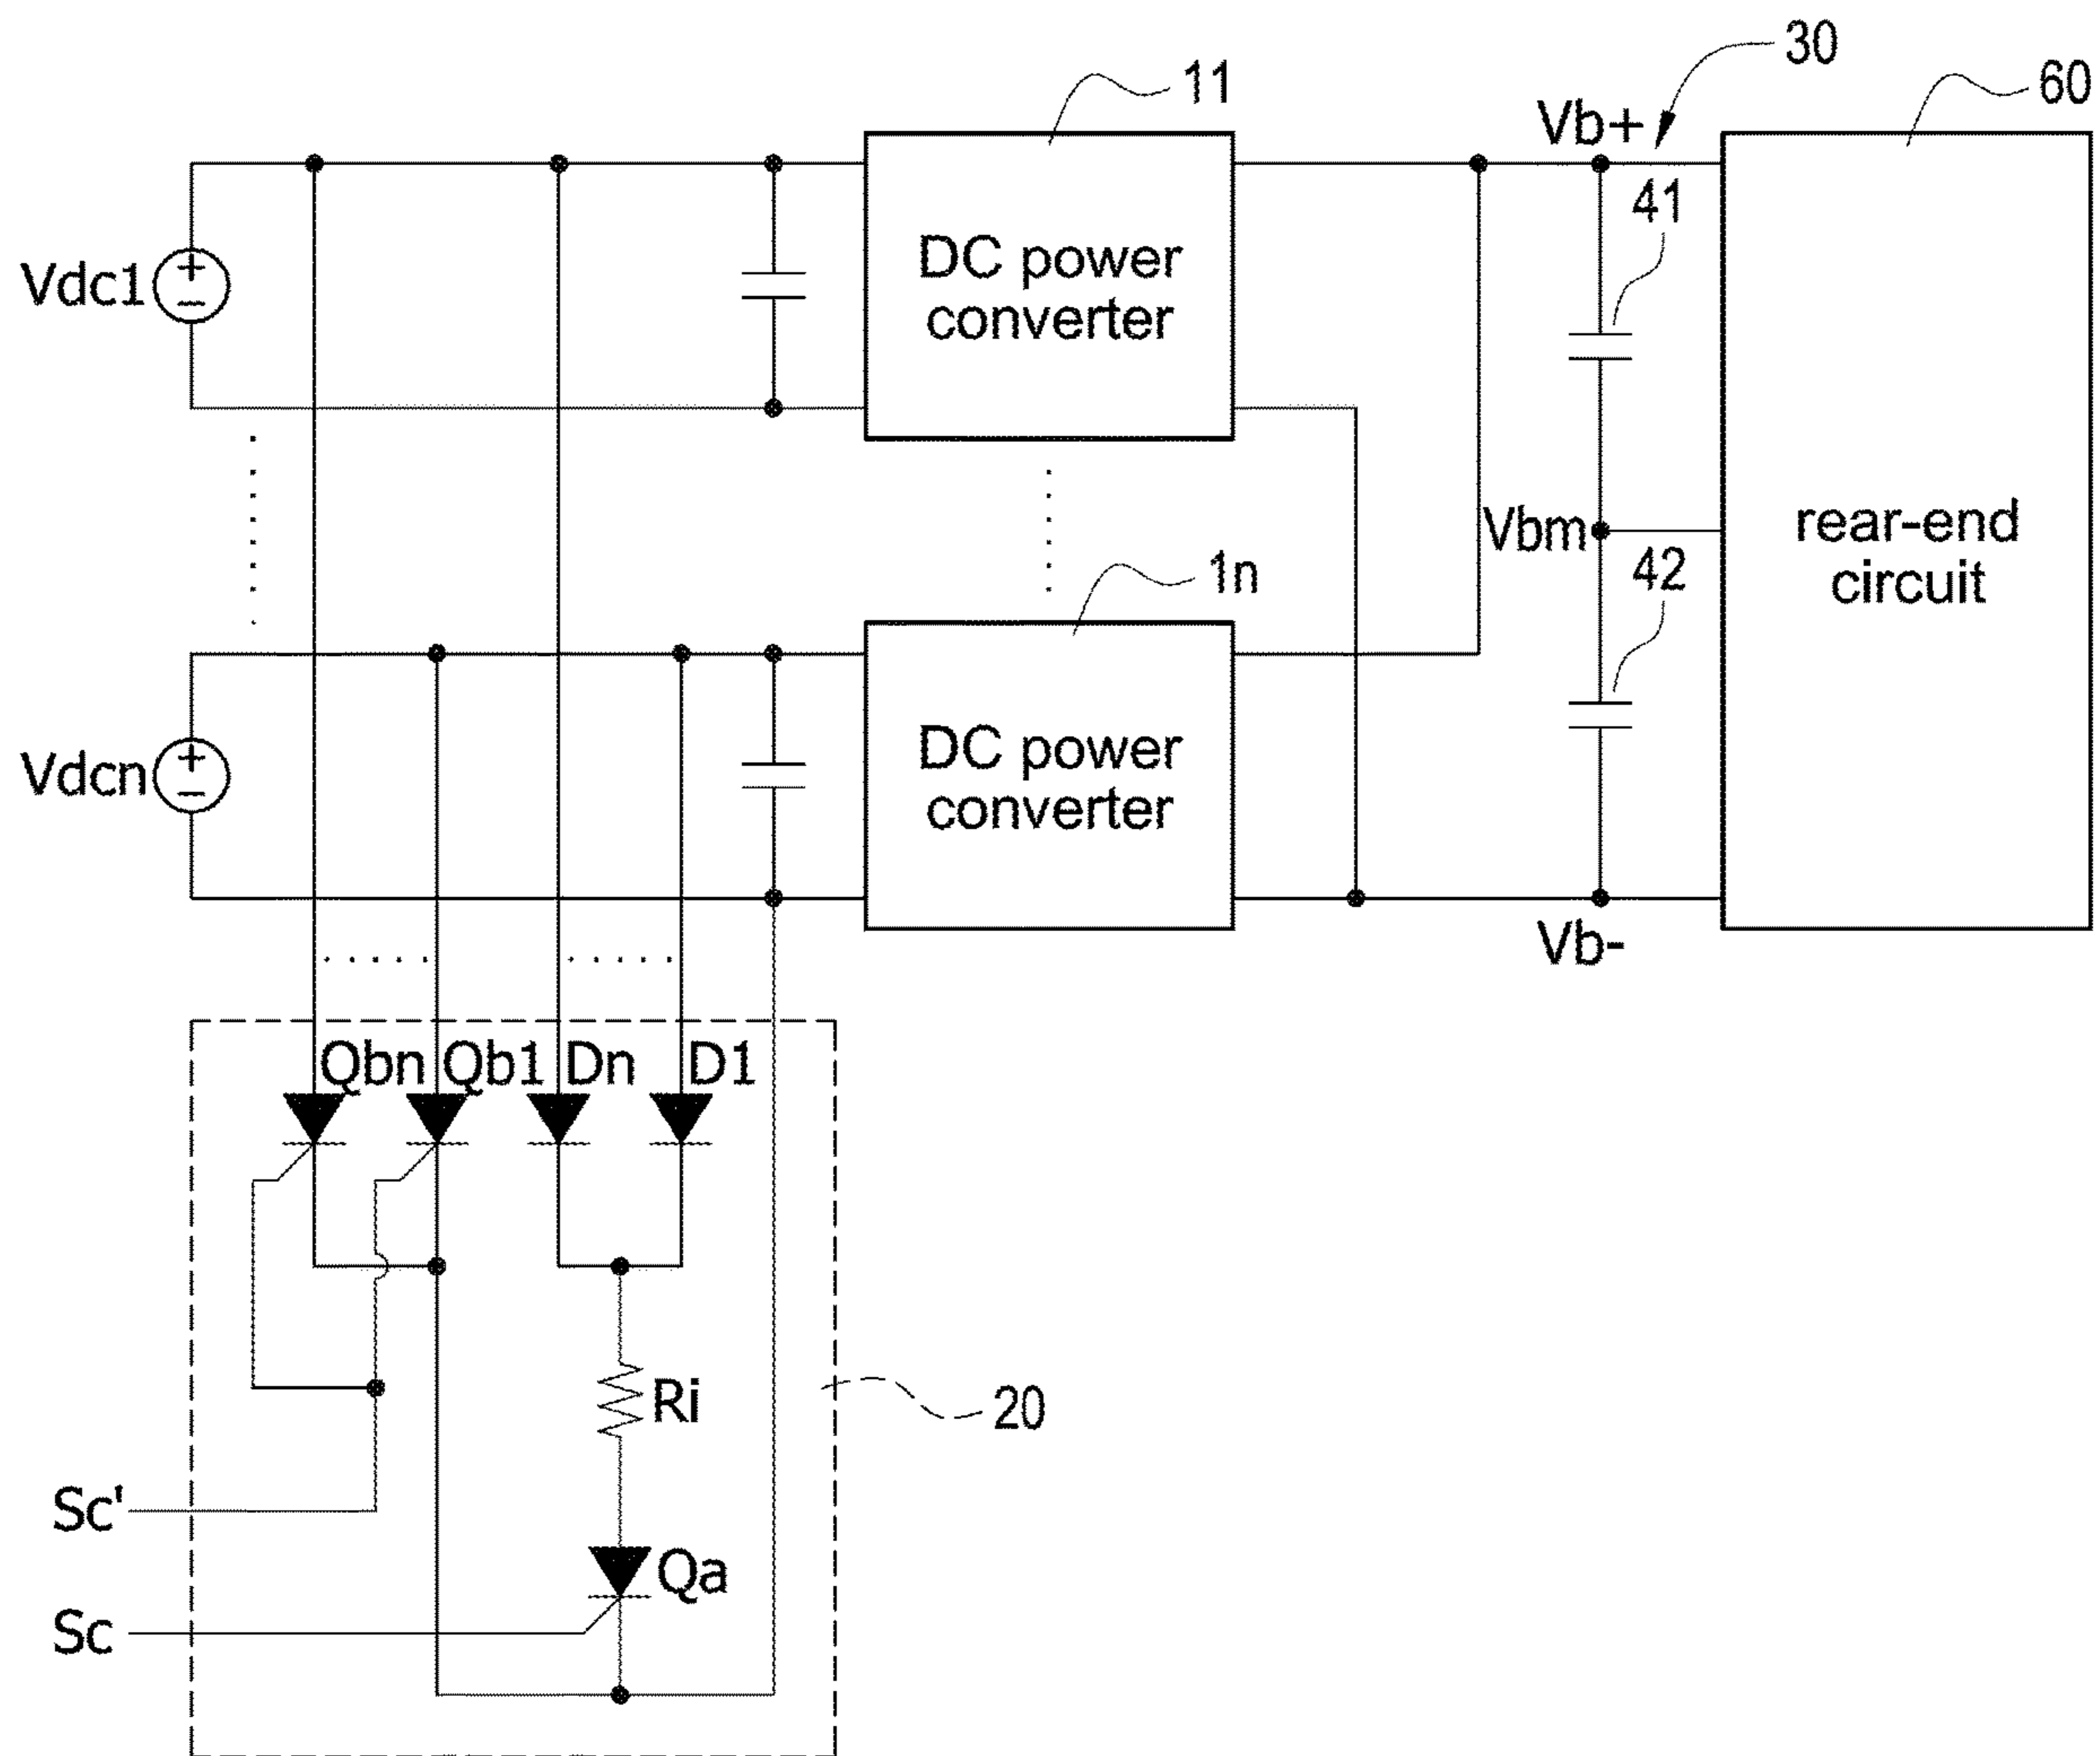 30
11
60
Vb+
41
DC power
converter
Vdc1
1n
Vbm
42
rear-end
circuit
DC power
converter
Vdcn
Vb-
Qbn
Qb1
Dn
D1
Ri
20
Sc'
Qa
Sc